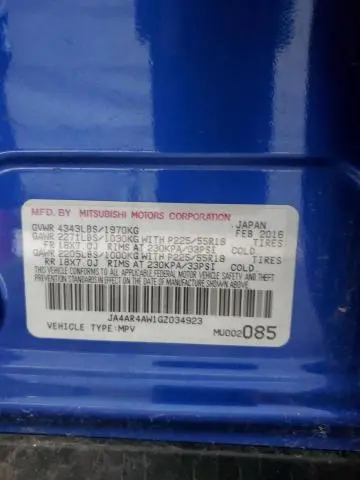 MFD. BY MITSUBISHI MOTORS CORPORATION JAPAN
GVWR 4343LBS/1970KG FEB 2016
GAWR 2271LBS/1030KG WITH P225/55R18 TIRES
FR 18X7.0J RIMS AT 230KPA/33PSI COLD
GAWR 2205LBS/1000KG WITH P225/55R18 TIRES
RR 18X7.0J RIMS AT 230KPA/33PSI COLD
THIS VEHICLE CONFORMS TO ALL APPLICABLE
FEDERAL MOTOR VEHICLE SAFETY, BUMPER AND THEFT
PREVENTION STANDARDS IN EFFECT ON THE DATE OF
MANUFACTURE SHOWN ABOVE.
JA4AR4AW1GZ034923
VEHICLE TYPE:MPV MU002085